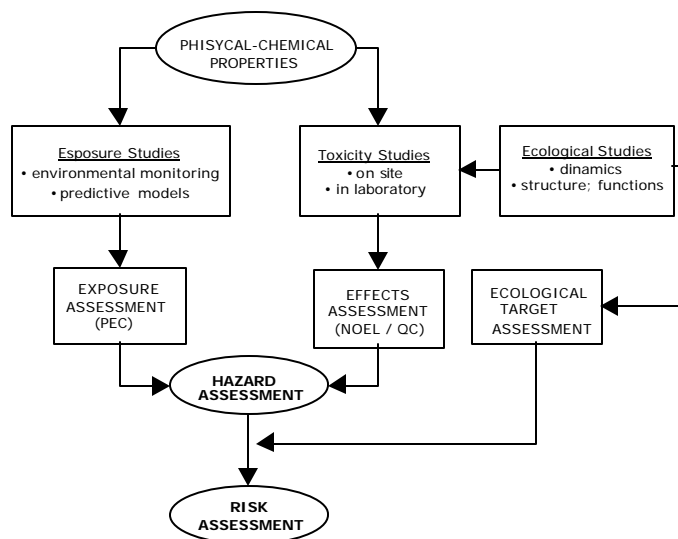 PHISYCAL-CHEMICAL
PROPERTIES
Esposure Studies
• environmental monitoring
• predictive models
Toxicity Studies
• on site
• in laboratory
Ecological Studies
• dinamics
• structure; functions
EXPOSURE
ASSESSMENT
(PEC)
EFFECTS
ASSESSMENT
(NOEL / QC)
ECOLOGICAL
TARGET
ASSESSMENT
HAZARD
ASSESSMENT
RISK
ASSESSMENT